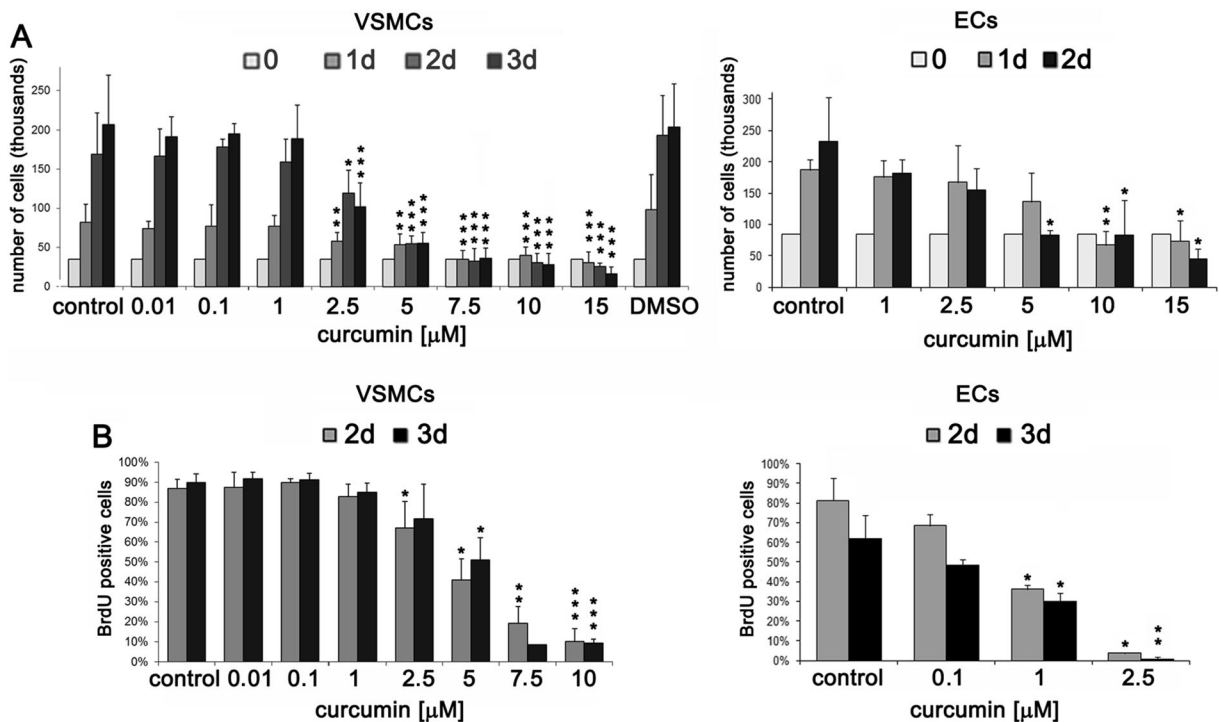 A
VSMCs
0 1d 2d 3d
number of cells (thousands)
250
200
150
100
50
0
control 0.01 0.1 1 2.5 5 7.5 10 15 DMSO
curcumin [μM]
** * *** ** *** *** ** *** *** ** *** *** ** *** ***
ECs
0 1d 2d
number of cells (thousands)
300
250
200
150
100
50
0
control 1 2.5 5 10 15
curcumin [μM]
* ** * * *
B
VSMCs
2d 3d
BrdU positive cells
100%
90%
80%
70%
60%
50%
40%
30%
20%
10%
0%
control 0.01 0.1 1 2.5 5 7.5 10
curcumin [μM]
* * * ** *** ***
ECs
2d 3d
BrdU positive cells
100%
90%
80%
70%
60%
50%
40%
30%
20%
10%
0%
control 0.1 1 2.5
curcumin [μM]
* * * **